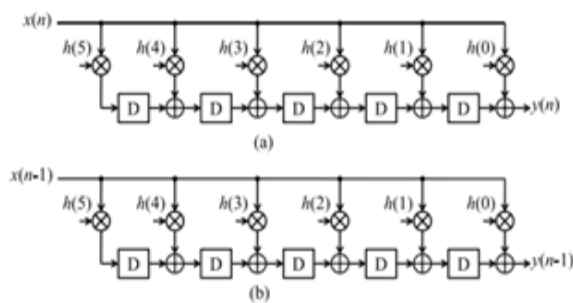 x(n)
h(5) h(4) h(3) h(2) h(1) h(0)
D D D D D y(n)
(a)
x(n-1)
h(5) h(4) h(3) h(2) h(1) h(0)
D D D D D y(n-1)
(b)